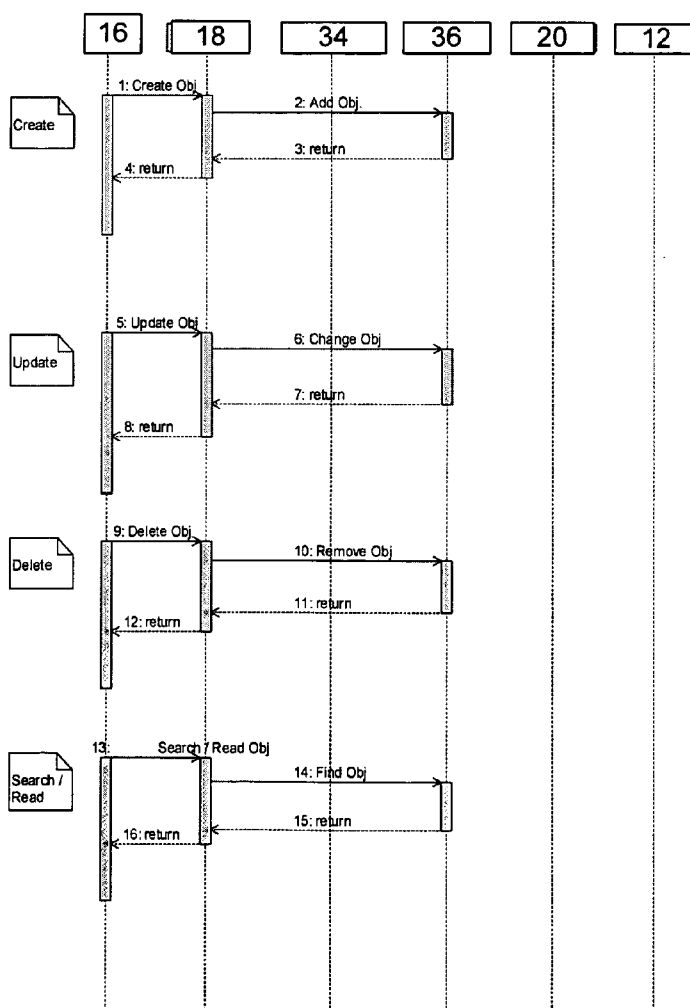 16 18 34 36 20 12
1: Create Obj
2: Add Obj.
Create
3: return
4: return
5: Update Obj
6: Change Obj
Update
7: return
8: return
9: Delete Obj
10: Remove Obj
Delete
11: return
12: return
13: Search / Read Obj
14: Find Obj
Search /
Read
15: return
16: return